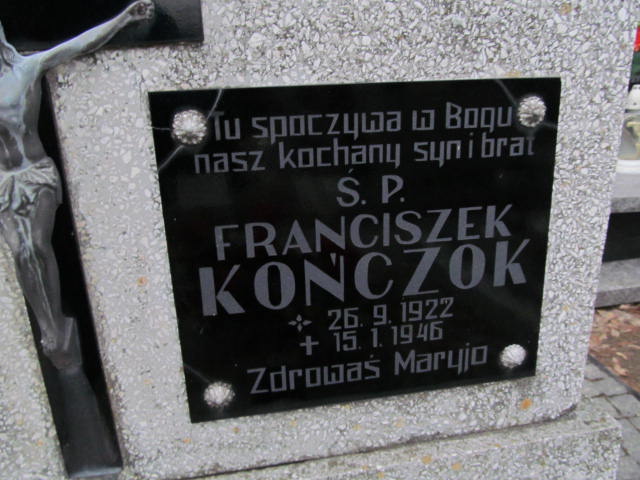 Tu spoczywa w Bogu
nasz kochany syn i brat
Ś. P.
FRANCISZEK
KOŃCZOK
26. 9. 1922
+ 15. 1. 1946
Zdrowaś Maryjo